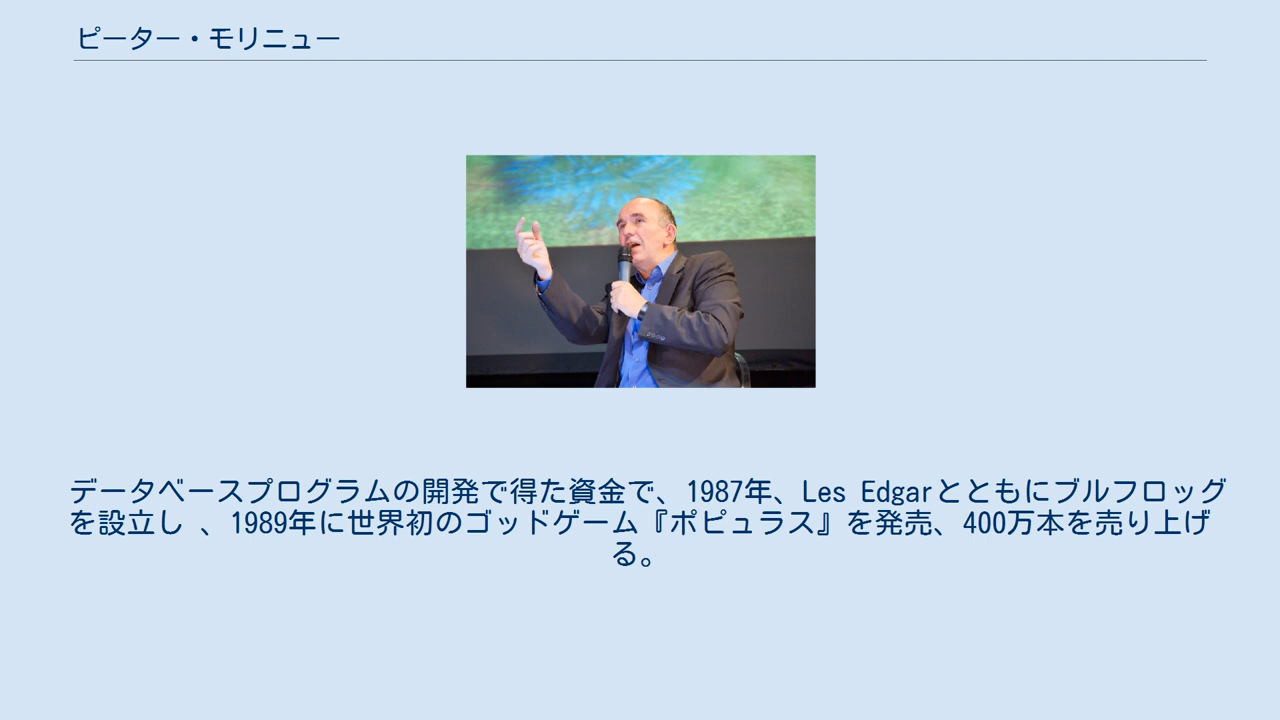 ピーター・モリニュー
データベースプログラムの開発で得た資金で、1987年、Les Edgarとともにブルフロッグ
を設立し 、1989年に世界初のゴッドゲーム『ポピュラス』を発売、400万本を売り上げ
る。